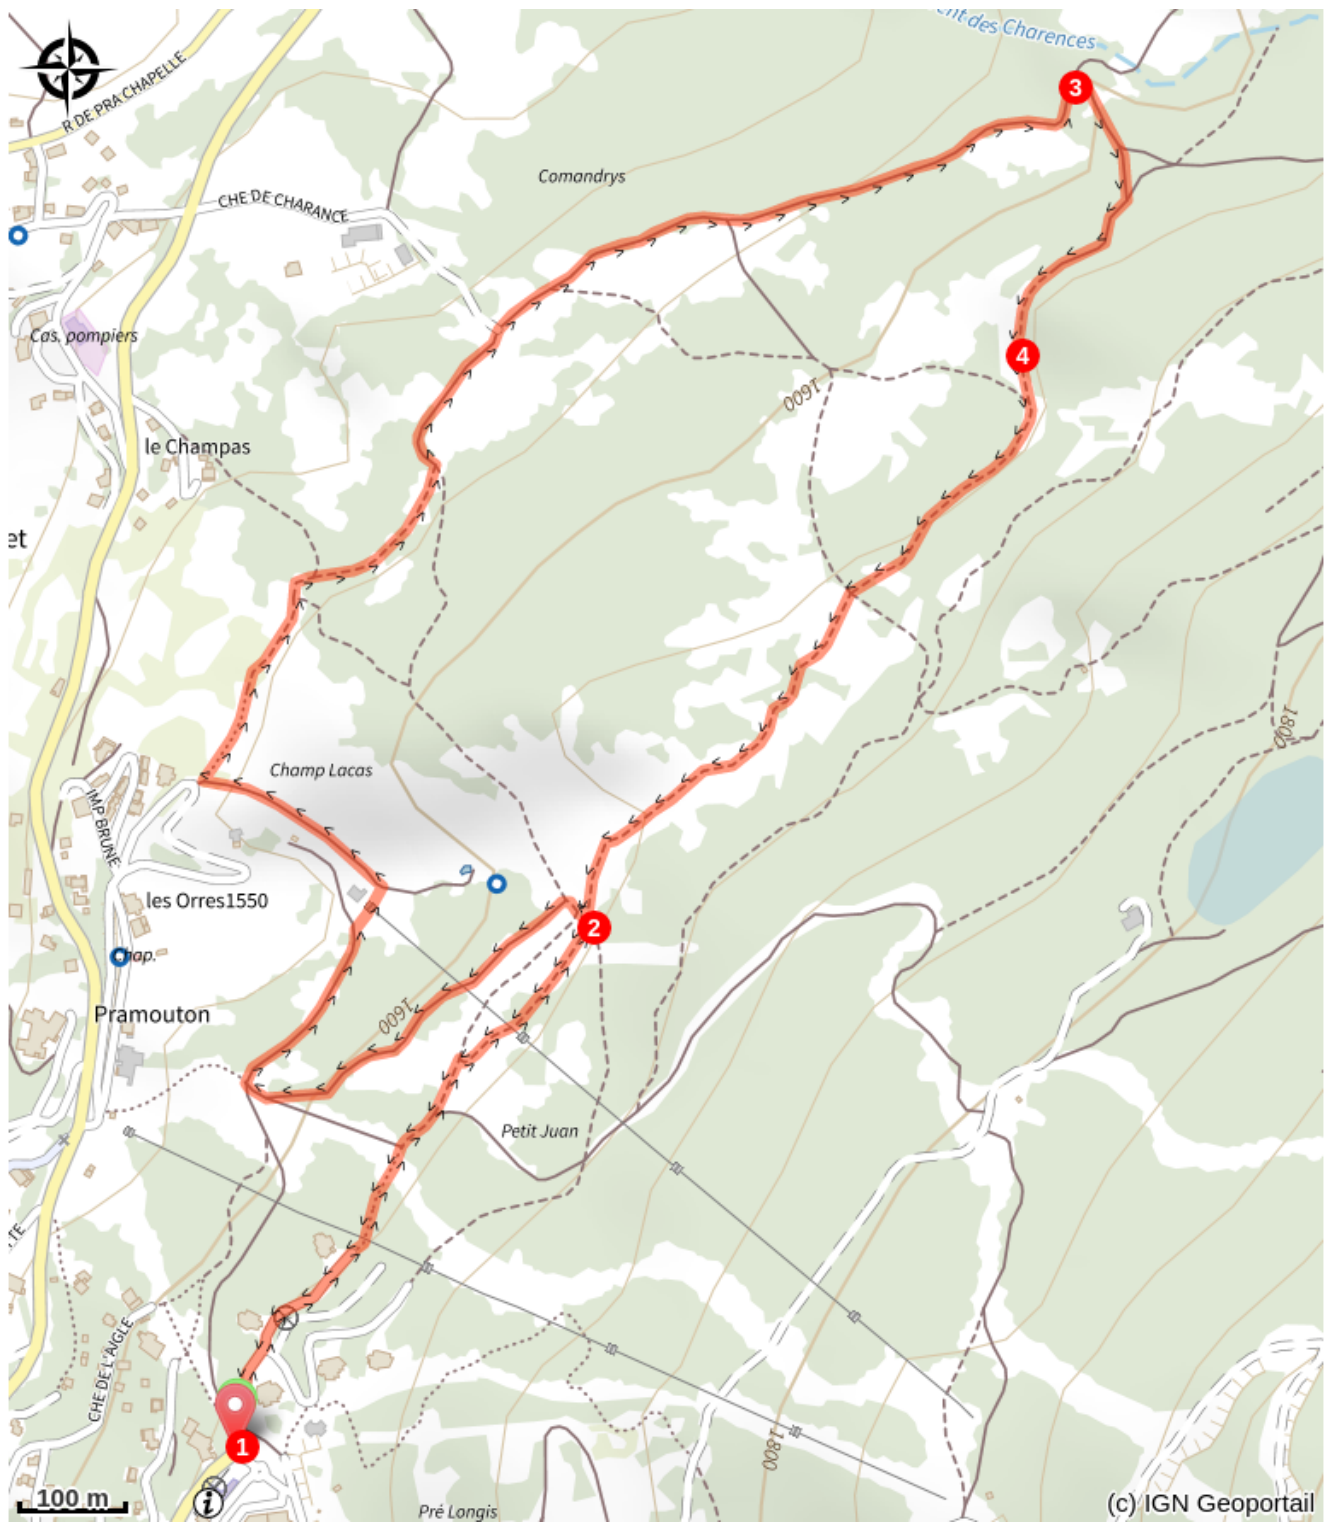 R DE PRA CHAPELLE
ent des Charences
3
Comandrys
CHE DE CHARANCE
Cas. pompiers
4
1600
le Champas
et
1800
Champ Lacas
IMP BRUNE
les Orres1550
2
Chap.
1600
Pramouton
Petit Juan
TE
CHE DE L'AIGLE
1
1800
i
100 m
Pré Longis
(c) IGN Geoportail